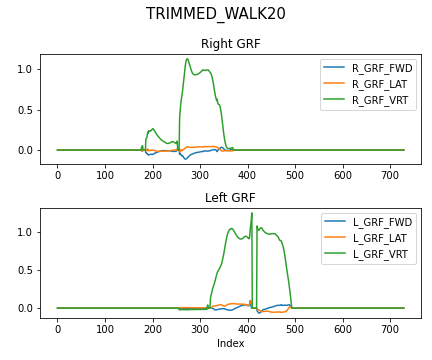 TRIMMED_WALK20
Right GRF
1.0
0.5
0.0
R_GRF_FWD
R_GRF_LAT
R_GRF_VRT
0 100 200 300 400 500 600 700
Left GRF
1.0
0.5
0.0
L_GRF_FWD
L_GRF_LAT
L_GRF_VRT
0 100 200 300 400 500 600 700
Index